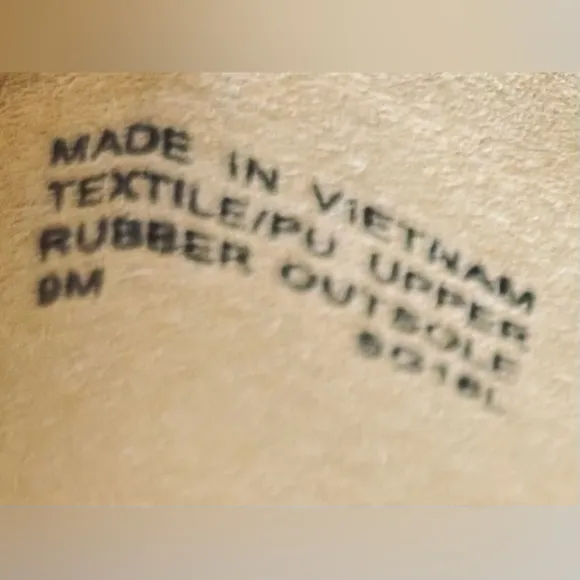 MADE IN VIETNAM
TEXTILE/PU UPPER
RUBBER OUTSOLE
9M